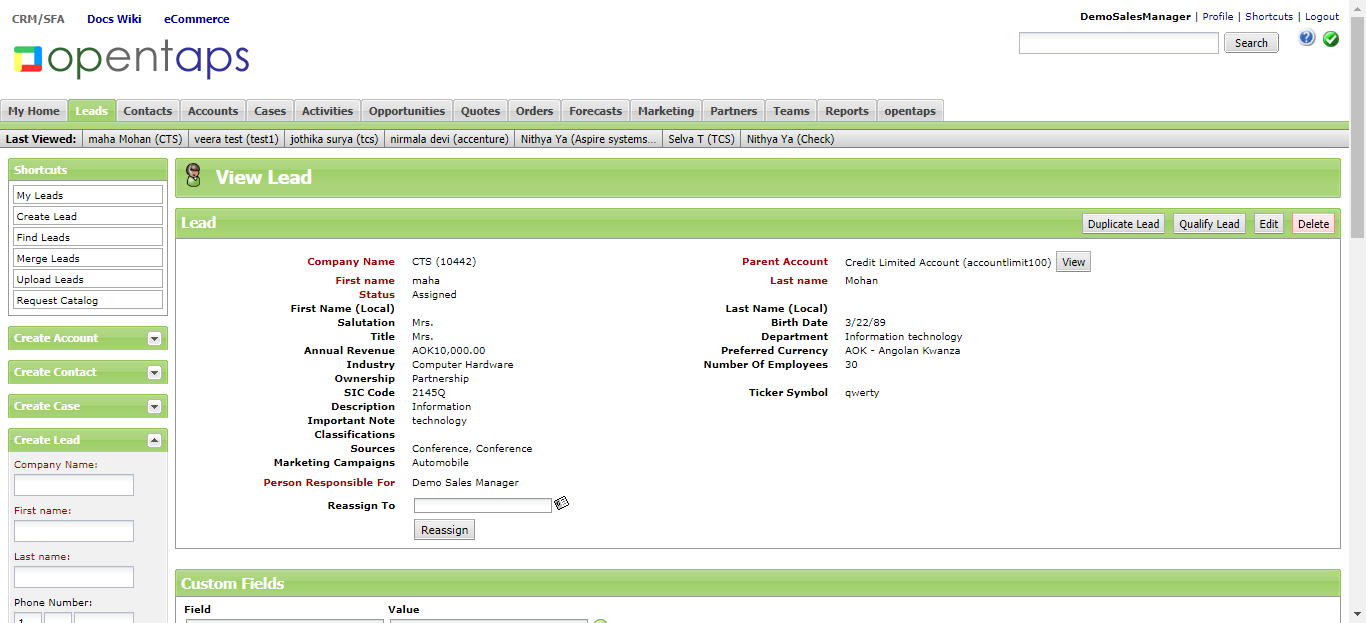 CRM/SFA Docs Wiki eCommerce
DemoSalesManager | Profile | Shortcuts | Logout
opentaps
Search
My Home Leads Contacts Accounts Cases Activities Opportunities Quotes Orders Forecasts Marketing Partners Teams Reports opentaps
Last Viewed: maha Mohan (CTS) veera test (test1) jothika surya (tcs) nirmala devi (accenture) Nithya Ya (Aspire systems... Selva T (TCS) Nithya Ya (Check)
Shortcuts
My Leads
Create Lead
Find Leads
Merge Leads
Upload Leads
Request Catalog
Create Account
Create Contact
Create Case
Create Lead
Company Name:
First name:
Last name:
Phone Number:
1
View Lead
Lead Duplicate Lead Qualify Lead Edit Delete
Company Name CTS (10442) Parent Account Credit Limited Account (accountlimit100) View
First name maha Last name Mohan
Status Assigned
First Name (Local) Last Name (Local)
Salutation Mrs. Birth Date 3/22/89
Title Mrs. Department Information technology
Annual Revenue AOK10,000.00 Preferred Currency AOK - Angolan Kwanza
Industry Computer Hardware Number Of Employees 30
Ownership Partnership
SIC Code 2145Q Ticker Symbol qwerty
Description Information
Important Note technology
Classifications
Sources Conference, Conference
Marketing Campaigns Automobile
Person Responsible For Demo Sales Manager
Reassign To
Reassign
Custom Fields
Field Value